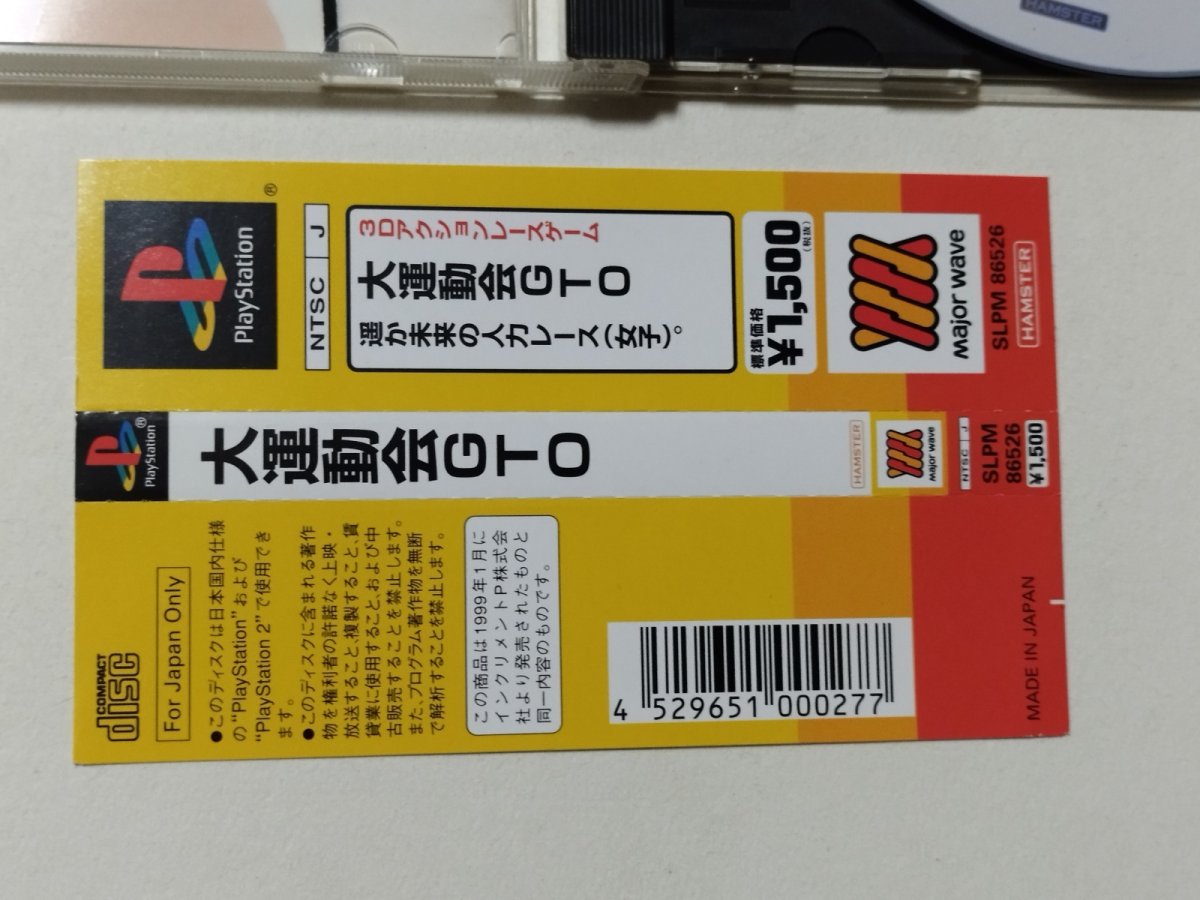 HAMSTER
PlayStation
®
NTSC J
3Dアクションレースゲーム
大運動会GTO
遥か未来の人力レース(女子)。
標準価格
¥1,500
(税抜)
major wave
SLPM 86526
HAMSTER
PlayStation
®
大運動会GTO
HAMSTER
major wave
NTSC J
SLPM
86526
¥1,500
COMPACT
disc
For Japan Only
●このディスクは日本国内仕様
の“PlayStation”および
“PlayStation 2”で使用でき
ます。
●このディスクに含まれる著作
物を権利者の許諾なく上映・
放送すること、複製すること、賃
貸業に使用すること、および中
古販売することを禁止します。
また、プログラム著作物を無断
で解析することを禁止します。
この商品は1999年1月に
インクリメントP株式会
社より発売されたものと
同一内容のものです。
4 529651 000277
MADE IN JAPAN